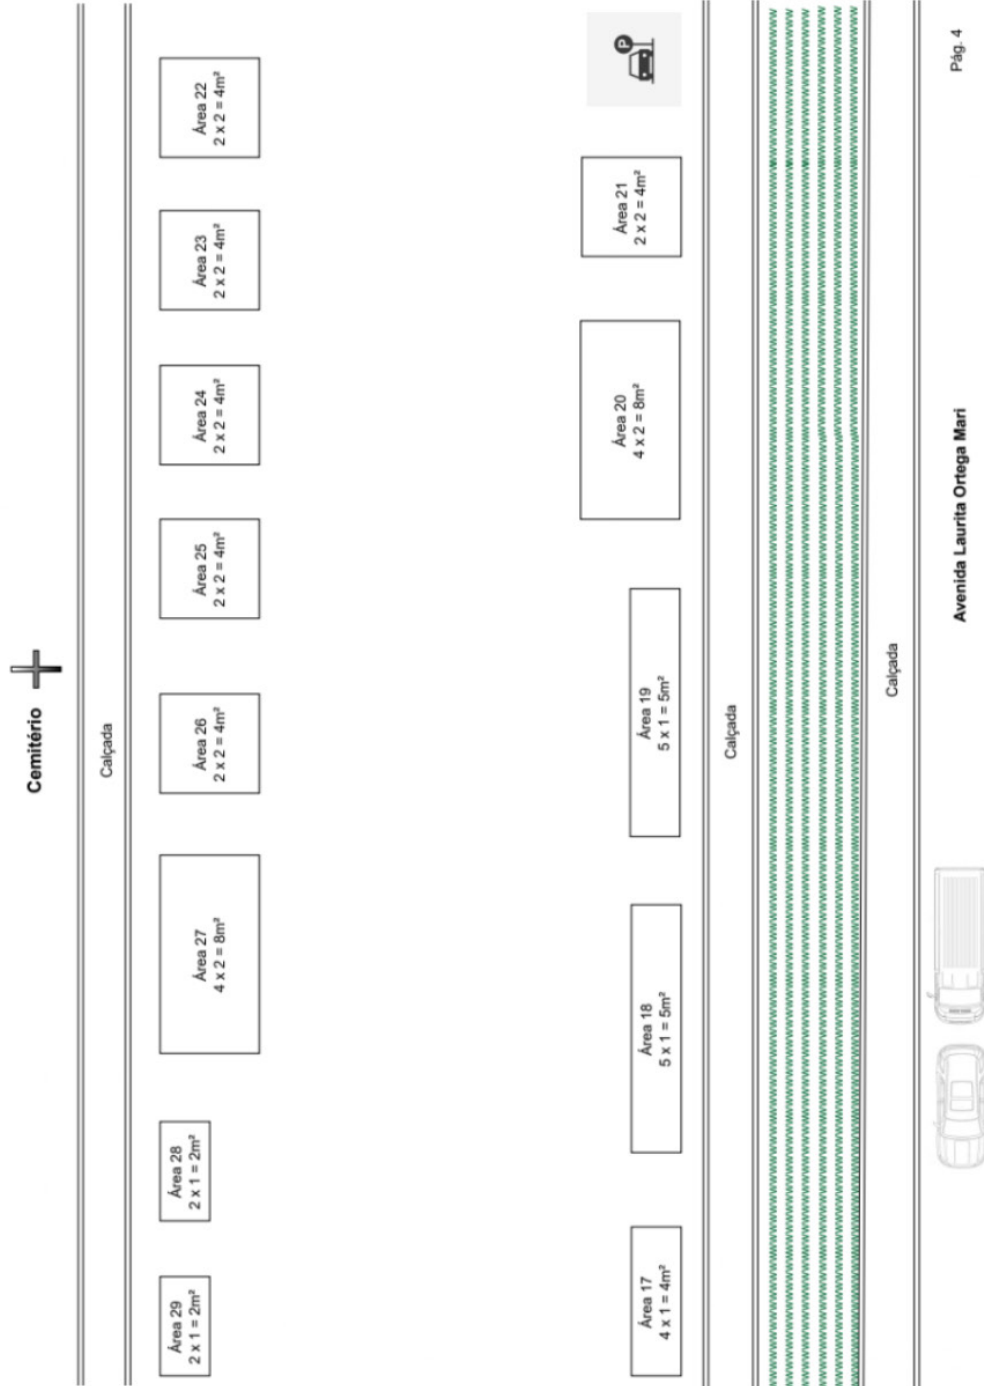 Cemitério
Calçada
Área 29
2 x 1 = 2m²
Área 28
2 x 1 = 2m²
Área 27
4 x 2 = 8m²
Área 26
2 x 2 = 4m²
Área 25
2 x 2 = 4m²
Área 24
2 x 2 = 4m²
Área 23
2 x 2 = 4m²
Área 22
2 x 2 = 4m²
Área 17
4 x 1 = 4m²
Área 18
5 x 1 = 5m²
Área 19
5 x 1 = 5m²
Área 20
4 x 2 = 8m²
Área 21
2 x 2 = 4m²
P
Calçada
Calçada
Avenida Laurita Ortega Mari
Pág. 4